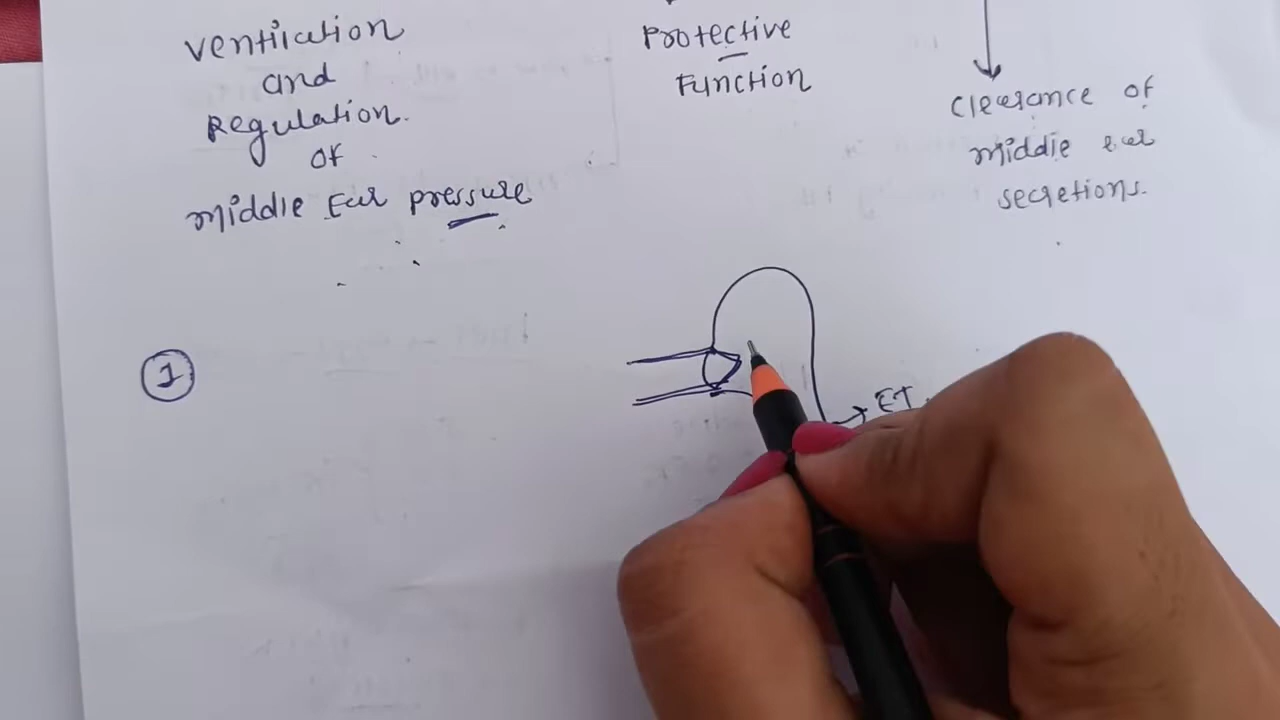 ventilation
and
Regulation.
of
middle Ear pressure
Protective
Function
Clearance of
middle ear
secretions.
1
ET.